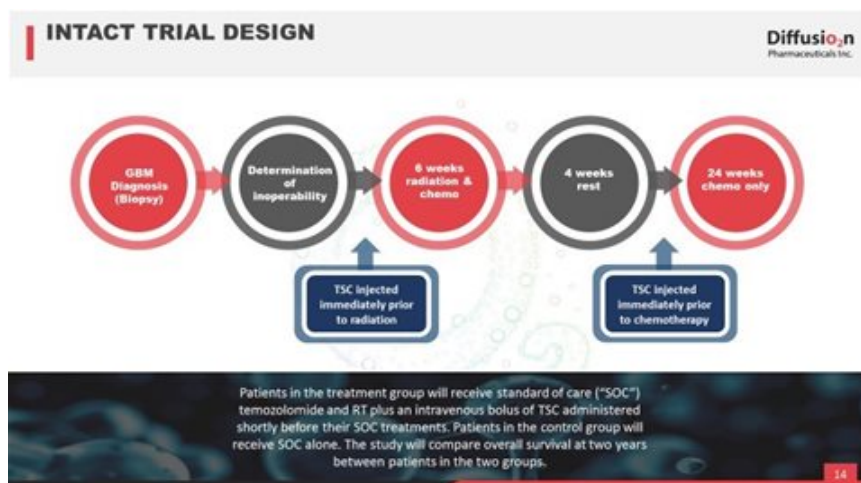 INTACT TRIAL DESIGN
Diffusio₂n
Pharmaceuticals Inc.
GBM
Diagnosis
(Biopsy)
Determination
of
inoperability
6 weeks
radiation &
chemo
4 weeks
rest
24 weeks
chemo only
TSC injected
immediately prior
to radiation
TSC injected
immediately prior
to chemotherapy
Patients in the treatment group will receive standard of care (“SOC”)
temozolomide and RT plus an intravenous bolus of TSC administered
shortly before their SOC treatments. Patients in the control group will
receive SOC alone. The study will compare overall survival at two years
between patients in the two groups.
14